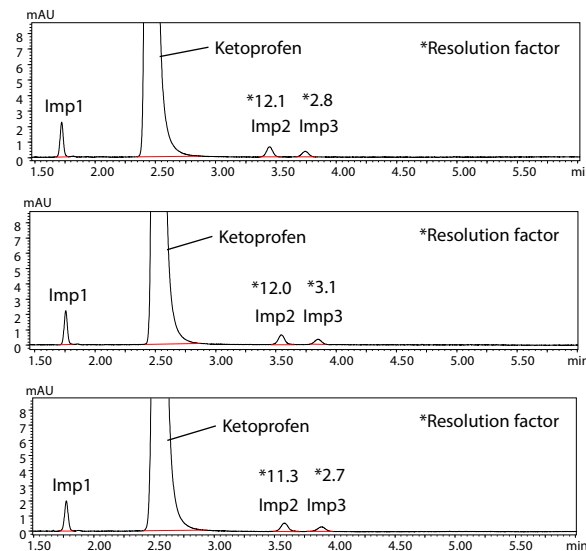 mAU
8
7
6
5
4
3
2
1
0
Ketoprofen
*Resolution factor
Imp1
*12.1 *2.8
Imp2 Imp3
1.50 2.00 2.50 3.00 3.50 4.00 4.50 5.00 5.50 mi
mAU
8
7
6
5
4
3
2
1
0
Ketoprofen
*Resolution factor
Imp1
*12.0 *3.1
Imp2 Imp3
1.50 2.00 2.50 3.00 3.50 4.00 4.50 5.00 5.50 min
mAU
8
7
6
5
4
3
2
1
0
Ketoprofen
*Resolution factor
Imp1
*11.3 *2.7
Imp2 Imp3
1.50 2.00 2.50 3.00 3.50 4.00 4.50 5.00 5.50 min